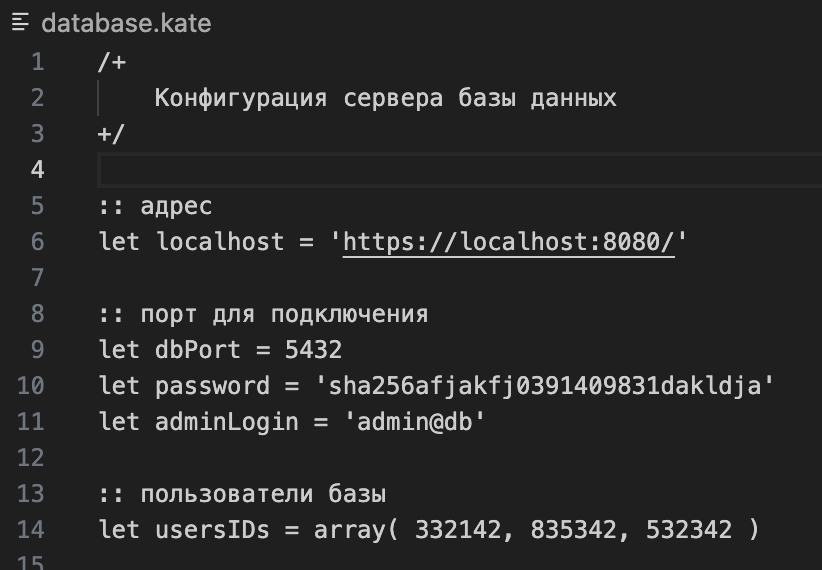 database.kate
1 /+
2 Конфигурация сервера базы данных
3 +/
4
5 :: адрес
6 let localhost = 'https://localhost:8080/'
7
8 :: порт для подключения
9 let dbPort = 5432
10 let password = 'sha256afjakfj0391409831dakldja'
11 let adminLogin = 'admin@db'
12
13 :: пользователи базы
14 let usersIDs = array( 332142, 835342, 532342 )
15